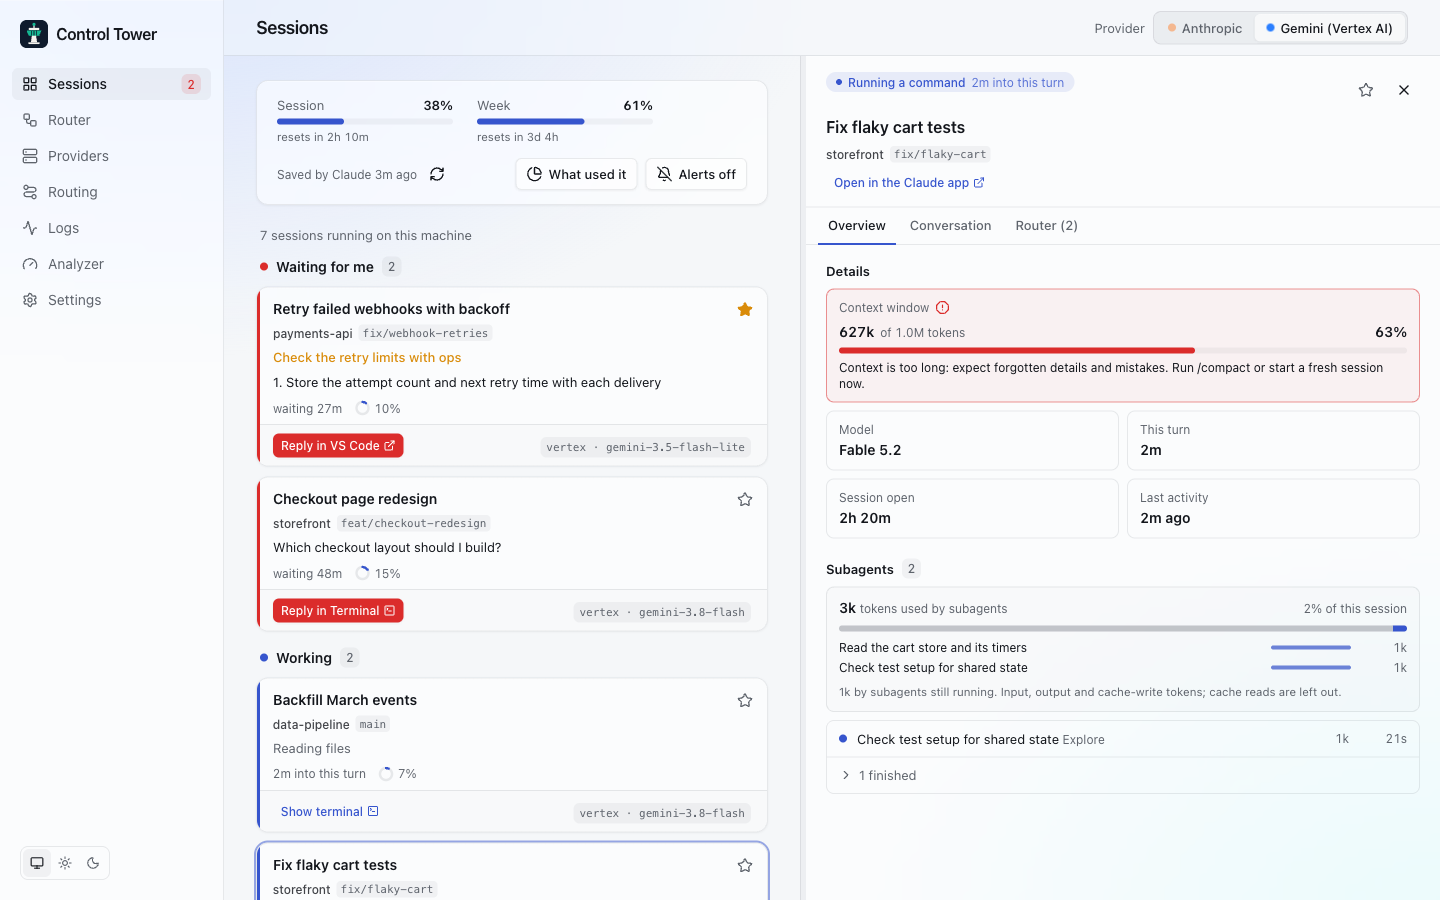 Control Tower
Sessions 2
Router
Providers
Routing
Logs
Analyzer
Settings
Sessions
Provider Anthropic Gemini (Vertex AI)
Session 38%
resets in 2h 10m
Week 61%
resets in 3d 4h
Saved by Claude 3m ago
What used it
Alerts off
7 sessions running on this machine
Waiting for me 2
Retry failed webhooks with backoff
payments-api fix/webhook-retries
Check the retry limits with ops
1. Store the attempt count and next retry time with each delivery
waiting 27m 10%
Reply in VS Code vertex · gemini-3.5-flash-lite
Checkout page redesign
storefront feat/checkout-redesign
Which checkout layout should I build?
waiting 48m 15%
Reply in Terminal vertex · gemini-3.8-flash
Working 2
Backfill March events
data-pipeline main
Reading files
2m into this turn 7%
Show terminal vertex · gemini-3.8-flash
Fix flaky cart tests
storefront fix/flaky-cart
Running a command 2m into this turn
Fix flaky cart tests
storefront fix/flaky-cart
Open in the Claude app
Overview Conversation Router (2)
Details
Context window
627k of 1.0M tokens 63%
Context is too long: expect forgotten details and mistakes. Run /compact or start a fresh session
now.
Model
Fable 5.2
This turn
2m
Session open
2h 20m
Last activity
2m ago
Subagents 2
3k tokens used by subagents 2% of this session
Read the cart store and its timers 1k
Check test setup for shared state 1k
1k by subagents still running. Input, output and cache-write tokens; cache reads are left out.
Check test setup for shared state Explore 1k 21s
1 finished